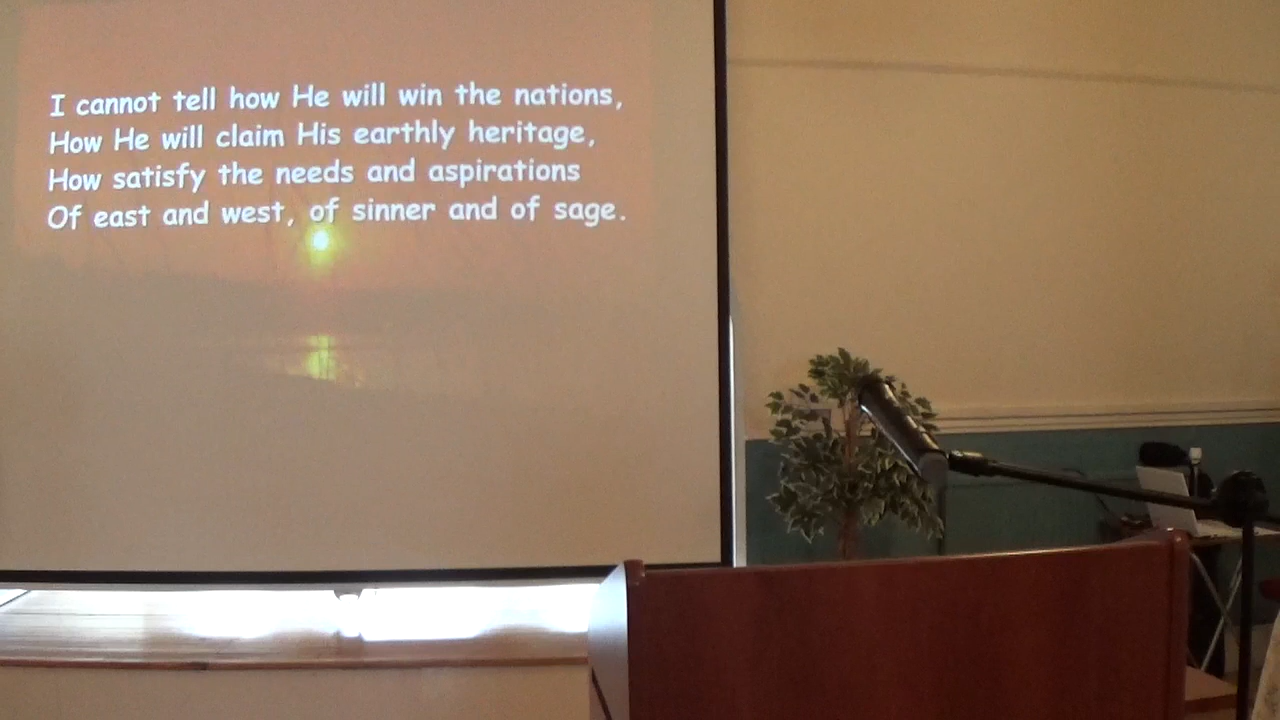 I cannot tell how He will win the nations,
How He will claim His earthly heritage,
How satisfy the needs and aspirations
Of east and west, of sinner and of sage.